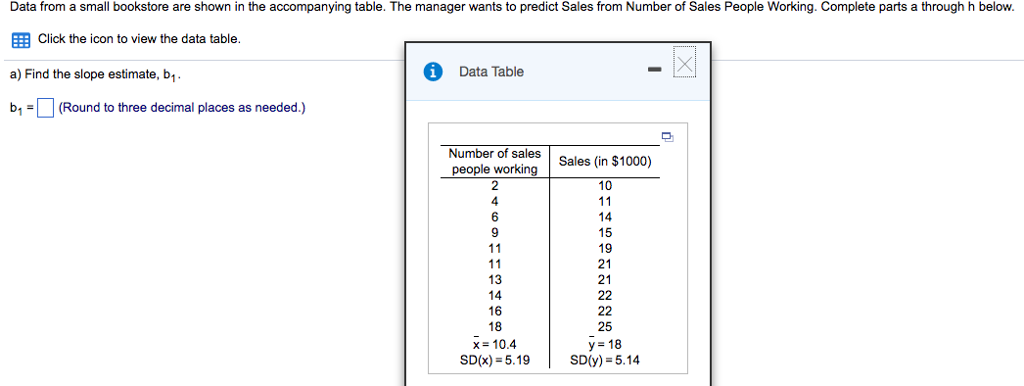 Data from a small bookstore are shown in the accompanying table. The manager wants to predict Sales from Number of Sales People Working. Complete parts a through h below.
Click the icon to view the data table.
a) Find the slope estimate, b₁.
b₁ = (Round to three decimal places as needed.)
i Data Table
Number of sales people working Sales (in $1000)
2 10
4 11
6 14
9 15
11 19
11 21
13 21
14 22
16 22
18 25
x̄ = 10.4 ȳ = 18
SD(x) = 5.19 SD(y) = 5.14